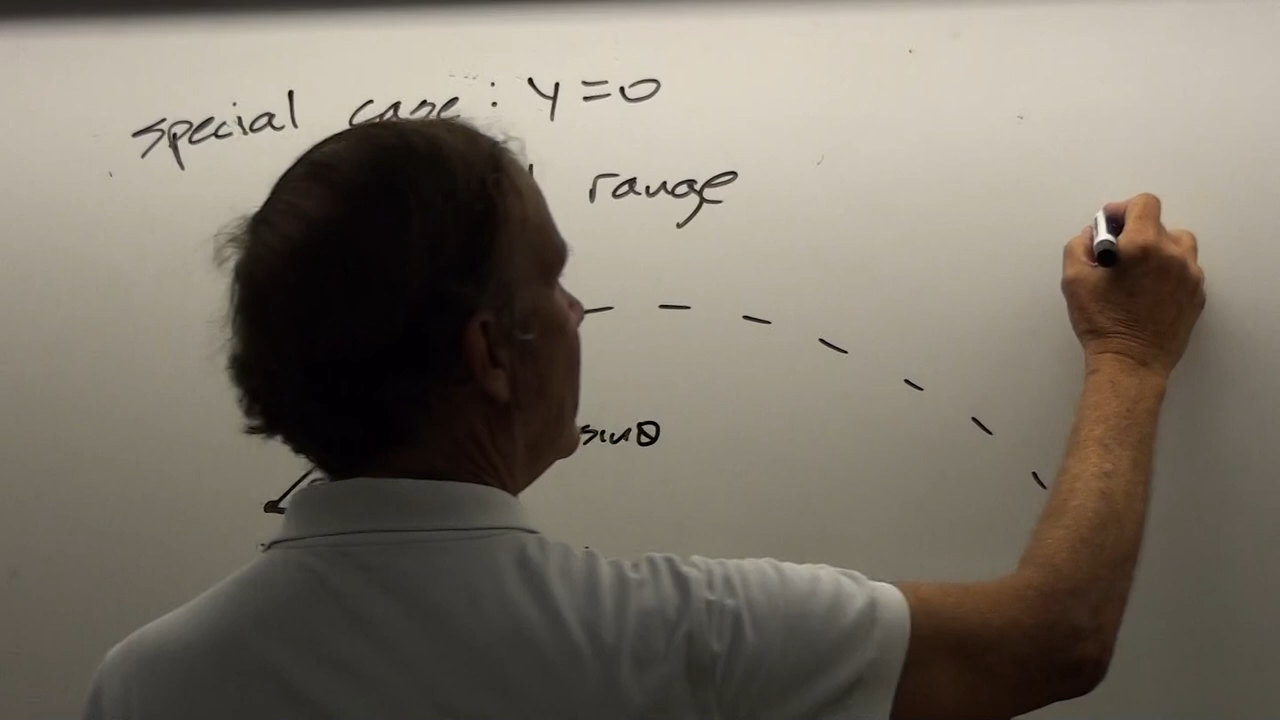 special case: y=0
range
sinθ